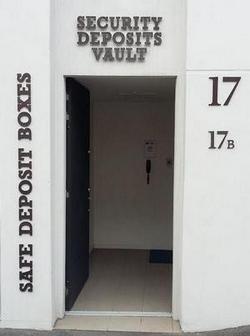 SECURITY
DEPOSITS
VAULT
SAFE DEPOSIT BOXES
17
17B